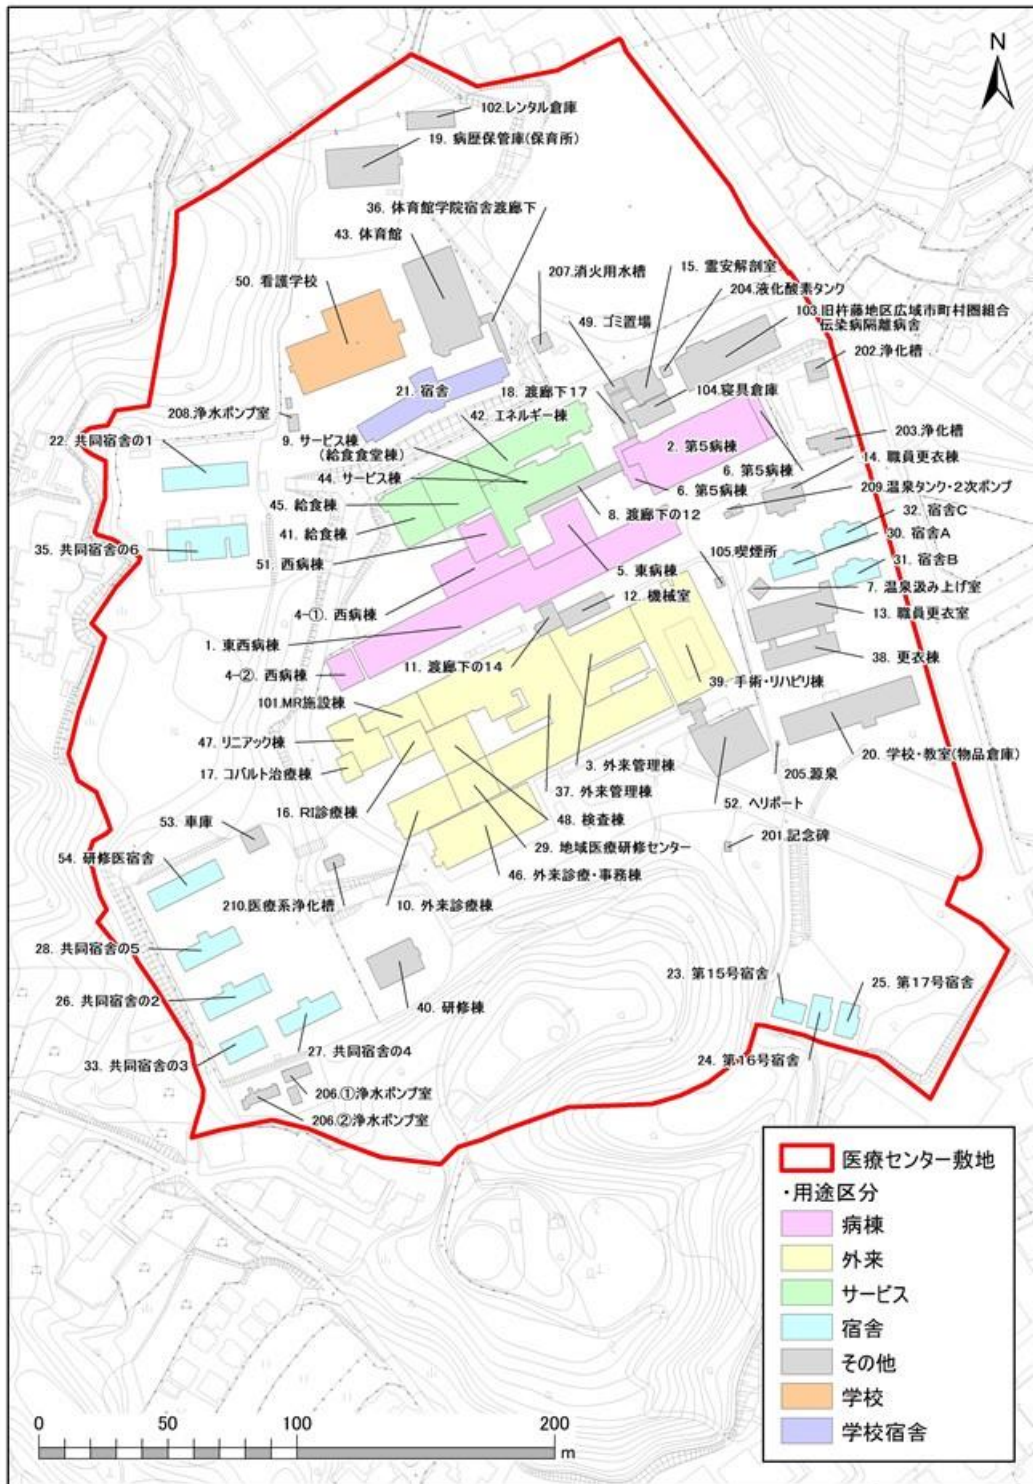 N
102.レンタル倉庫
19. 病歴保管庫(保育所)
36. 体育館学院宿舎渡廊下
43. 体育館
207.消火用水槽
15. 霊安解剖室
204.液化酸素タンク
50. 看護学校
49. ゴミ置場
103.旧杵藤地区広域市町村圏組合
伝染病隔離病舎
202.浄化槽
21. 宿舎
18. 渡廊下17
104.寝具倉庫
208.浄水ポンプ室
42. エネルギー棟
22. 共同宿舎の1
9. サービス棟
(給食食堂棟)
2. 第5病棟
203.浄化槽
14. 職員更衣棟
44. サービス棟
6. 第5病棟
6. 第5病棟
209.温泉タンク・2次ポンプ
45. 給食棟
8. 渡廊下の12
32. 宿舎C
41. 給食棟
30. 宿舎A
35. 共同宿舎の6
105.喫煙所
31. 宿舎B
51. 西病棟
5. 東病棟
7. 温泉汲み上げ室
4-①. 西病棟
12. 機械室
13. 職員更衣室
1. 東西病棟
11. 渡廊下の14
38. 更衣棟
4-②. 西病棟
39. 手術・リハビリ棟
101.MR施設棟
47. リニアック棟
20. 学校・教室(物品倉庫)
3. 外来管理棟
17. コバルト治療棟
205.源泉
37. 外来管理棟
52. ヘリポート
16. RI診療棟
48. 検査棟
53. 車庫
29. 地域医療研修センター
201.記念碑
54. 研修医宿舎
46. 外来診療・事務棟
210.医療系浄化槽
10. 外来診療棟
28. 共同宿舎の5
23. 第15号宿舎
25. 第17号宿舎
26. 共同宿舎の2
40. 研修棟
27. 共同宿舎の4
24. 第16号宿舎
33. 共同宿舎の3
206.①浄水ポンプ室
206.②浄水ポンプ室
医療センター敷地
・用途区分
病棟
外来
サービス
宿舎
その他
学校
学校宿舎
0 50 100 200
m